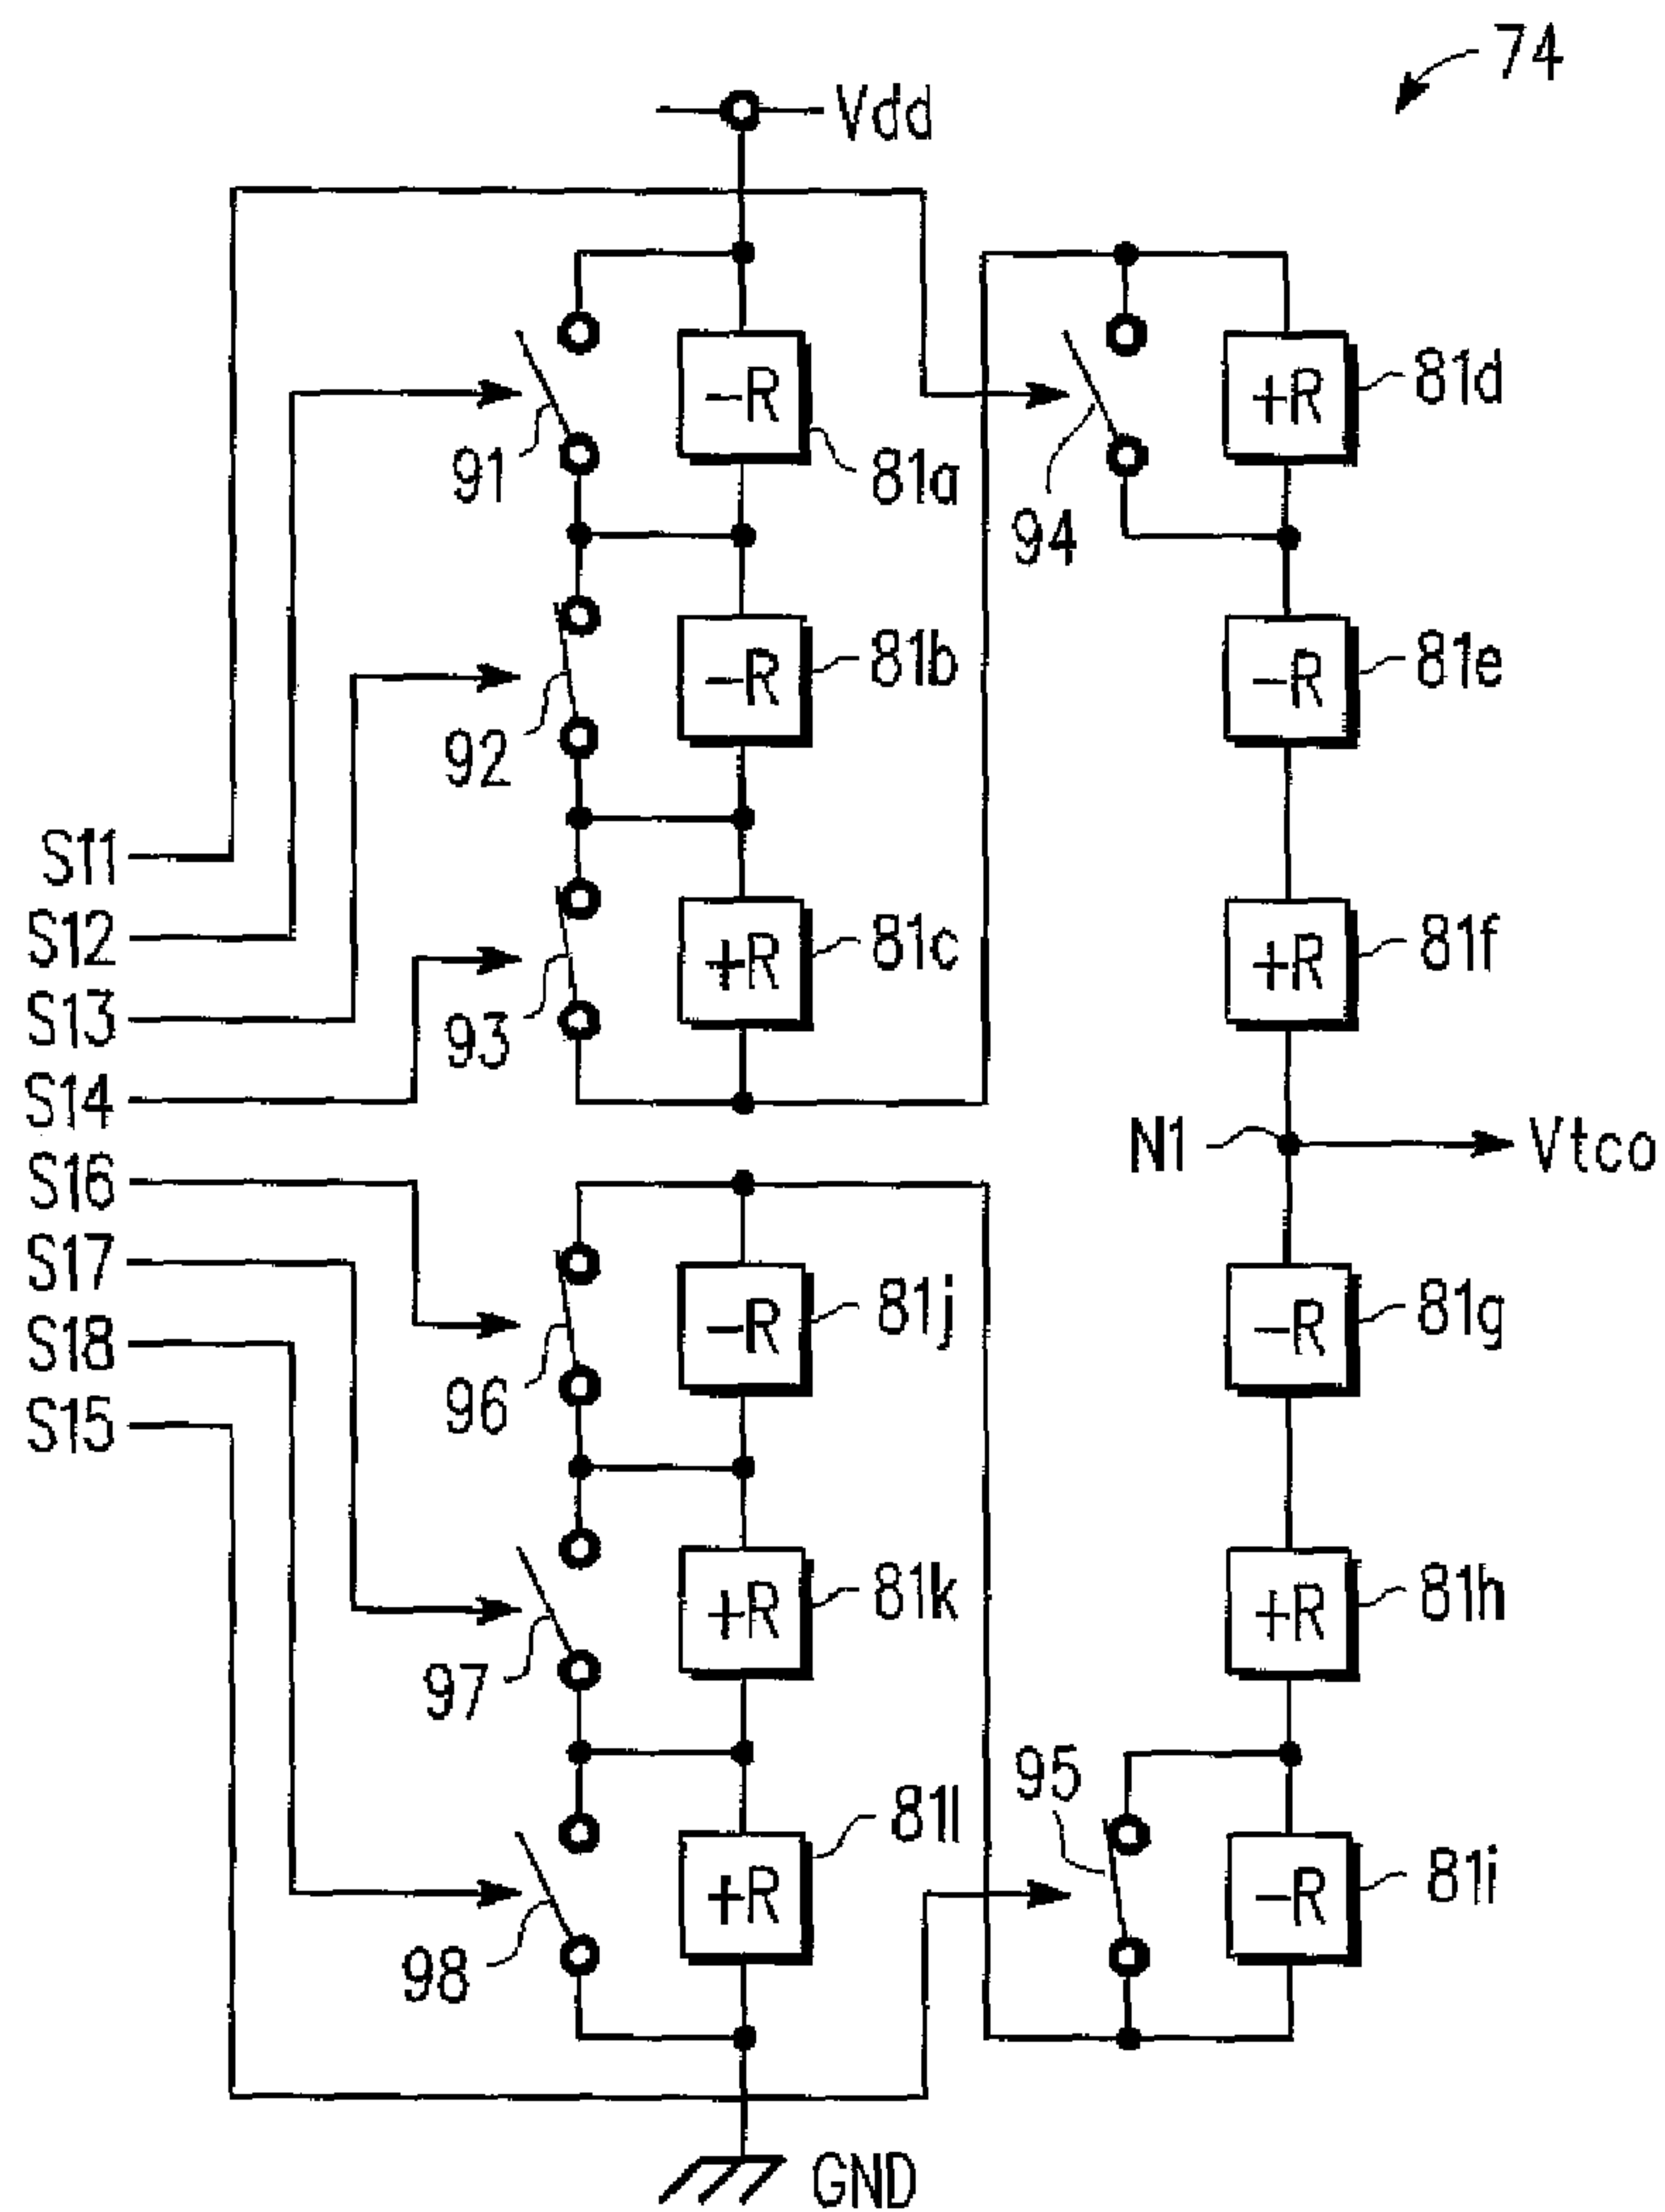 74
Vdd
-R
+R
81d
91
81a
94
-R
81b
-R
81e
92
S11
S12
+R
81c
+R
81f
S13
93
S14
N1
Vtco
S16
S17
-R
81j
-R
81g
S18
96
S15
+R
81k
+R
81h
97
95
+R
81l
-R
81i
98
GND